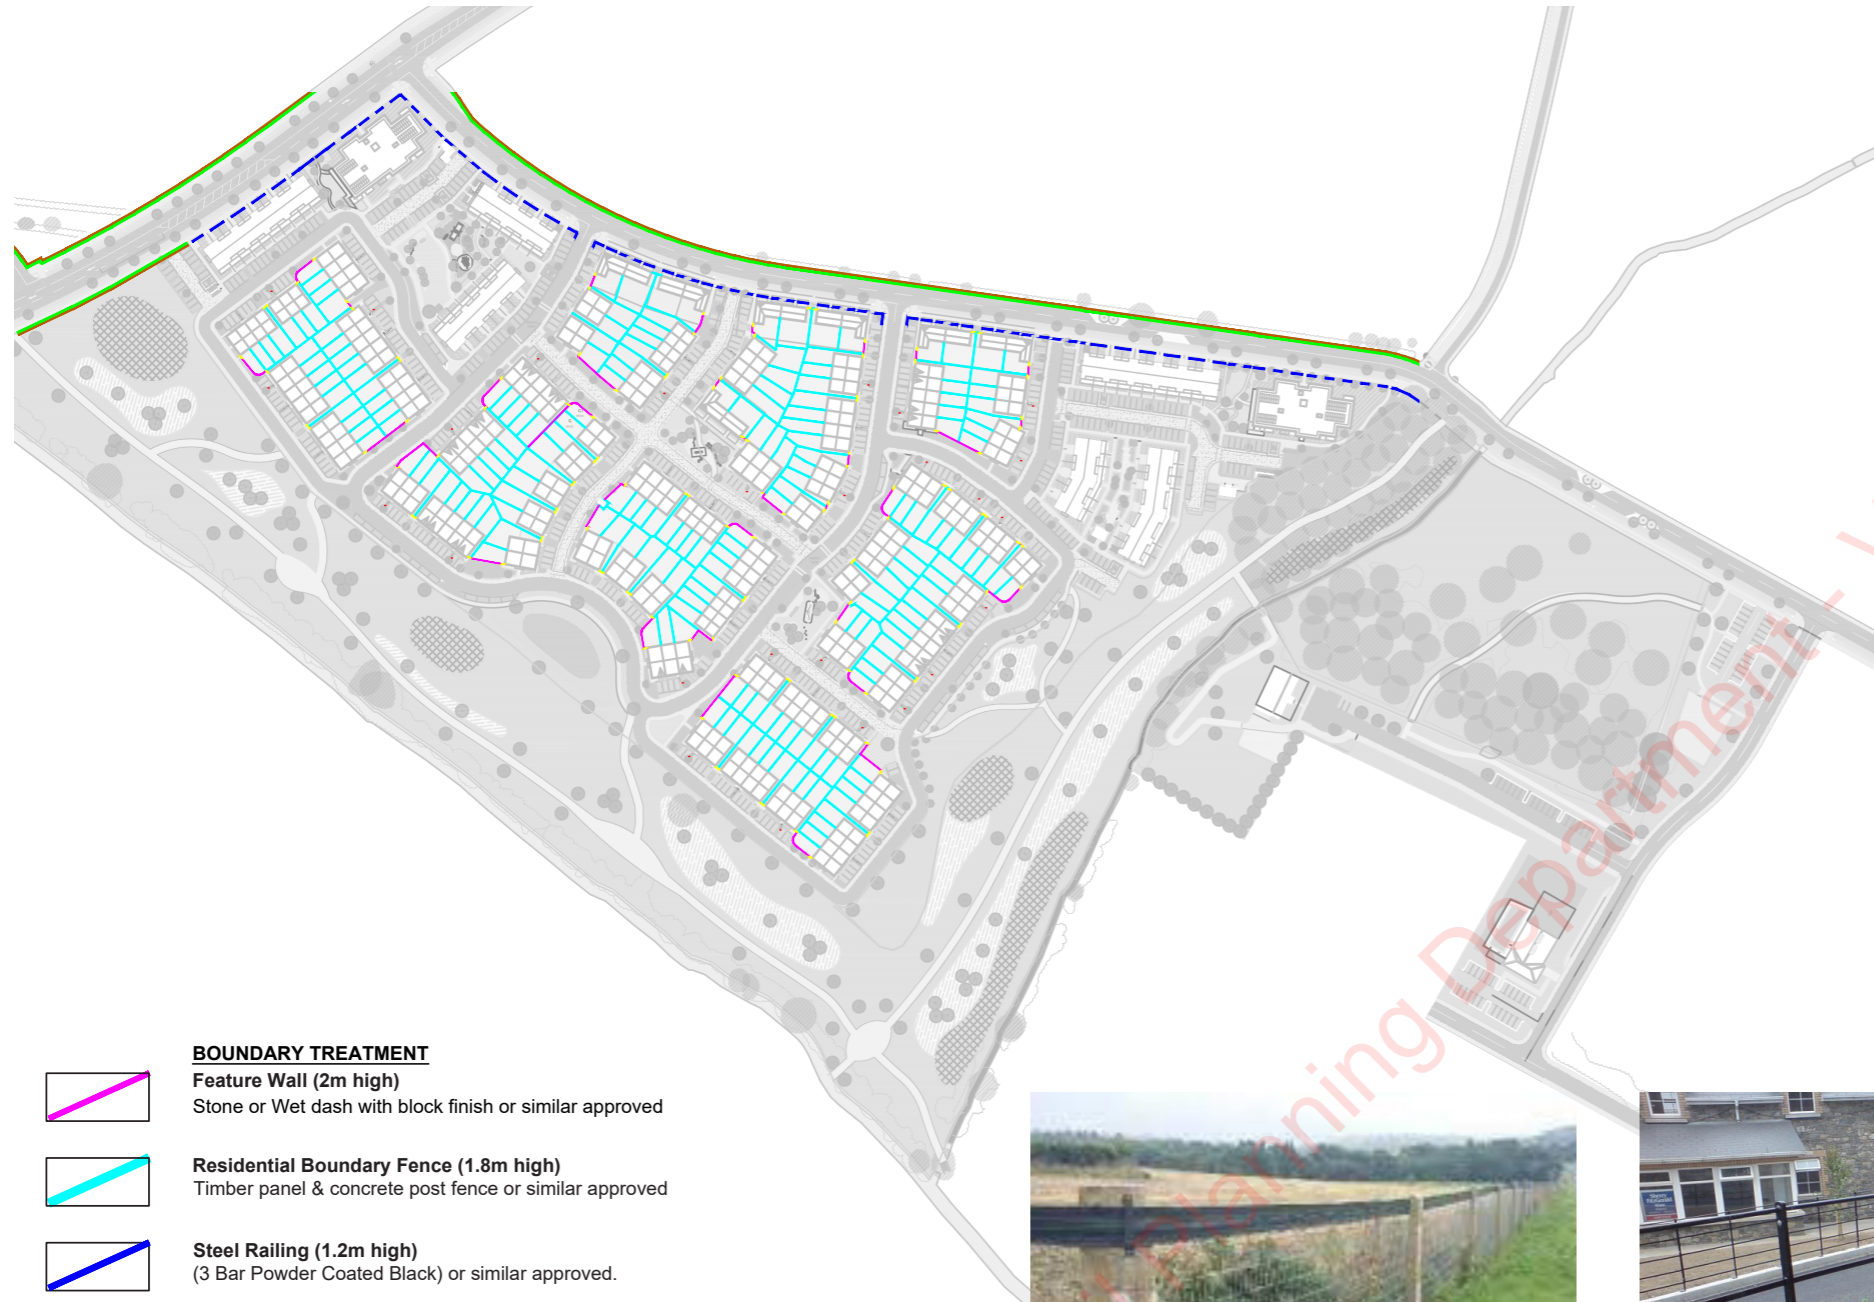 BOUNDARY TREATMENT
Feature Wall (2m high)
Stone or Wet dash with block finish or similar approved
Residential Boundary Fence (1.8m high)
Timber panel & concrete post fence or similar approved
Steel Railing (1.2m high)
(3 Bar Powder Coated Black) or similar approved.
Planning Department -